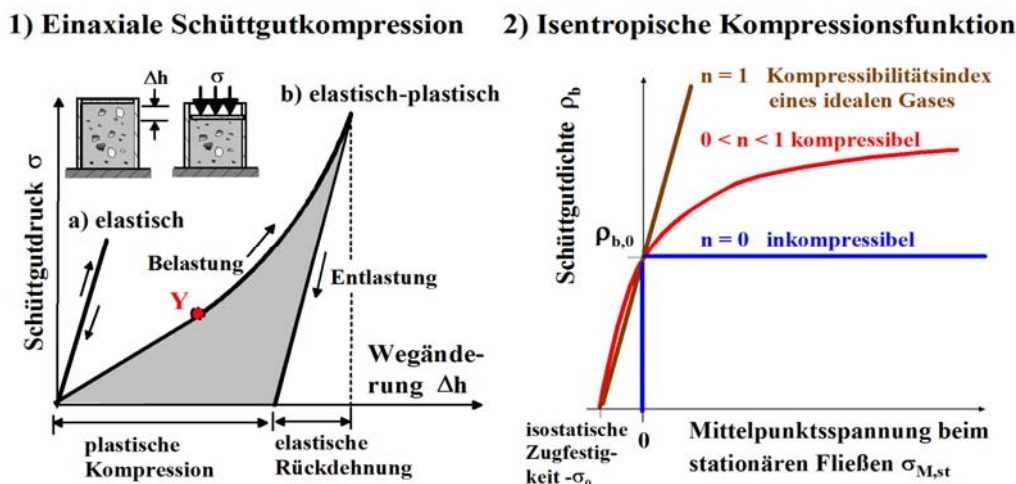 1) Einaxiale Schüttgutkompression
Δh
σ
b) elastisch-plastisch
Schüttgutdruck σ
a) elastisch
Belastung
Entlastung
Y
Wegände-
rung Δh
plastische
Kompression
elastische
Rückdehnung
2) Isentropische Kompressionsfunktion
n = 1 Kompressibilitätsindex
eines idealen Gases
0 < n < 1 kompressibel
Schüttgutdichte ρb
ρb,0
n = 0 inkompressibel
isostatische
Zugfestig-
keit -σ0
0
Mittelpunktsspannung beim
stationären Fließen σM,st